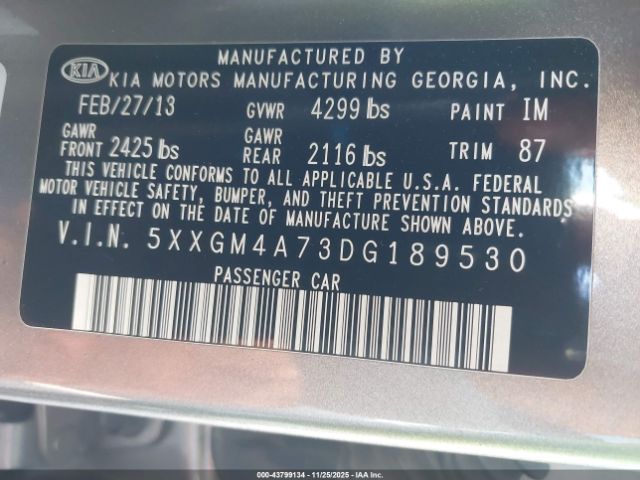 MANUFACTURED BY
KIA KIA MOTORS MANUFACTURING GEORGIA, INC.
FEB/27/13 GVWR 4299 lbs PAINT IM
GAWR FRONT 2425 lbs GAWR REAR 2116 lbs TRIM 87
THIS VEHICLE CONFORMS TO ALL APPLICABLE U.S.A. FEDERAL
MOTOR VEHICLE SAFETY, BUMPER, AND THEFT PREVENTION STANDARDS
IN EFFECT ON THE DATE OF MANUFACTURE SHOWN ABOVE.
V.I.N. 5XXGM4A73DG189530
PASSENGER CAR
000-43799134 - 11/25/2025 - IAA Inc.